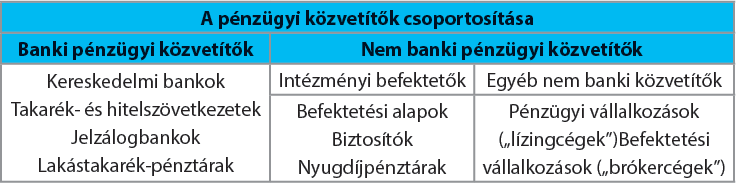 A pénzügyi közvetítők csoportosítása
Banki pénzügyi közvetítők
Nem banki pénzügyi közvetítők
Kereskedelmi bankok
Takarék- és hitelszövetkezetek
Jelzálogbankok
Lakástakarék-pénztárak
Intézményi befektetők
Befektetési alapok
Biztosítók
Nyugdíjpénztárak
Egyéb nem banki közvetítők
Pénzügyi vállalkozások
(„lízingcégek”)Befektetési
vállalkozások („brókercégek”)